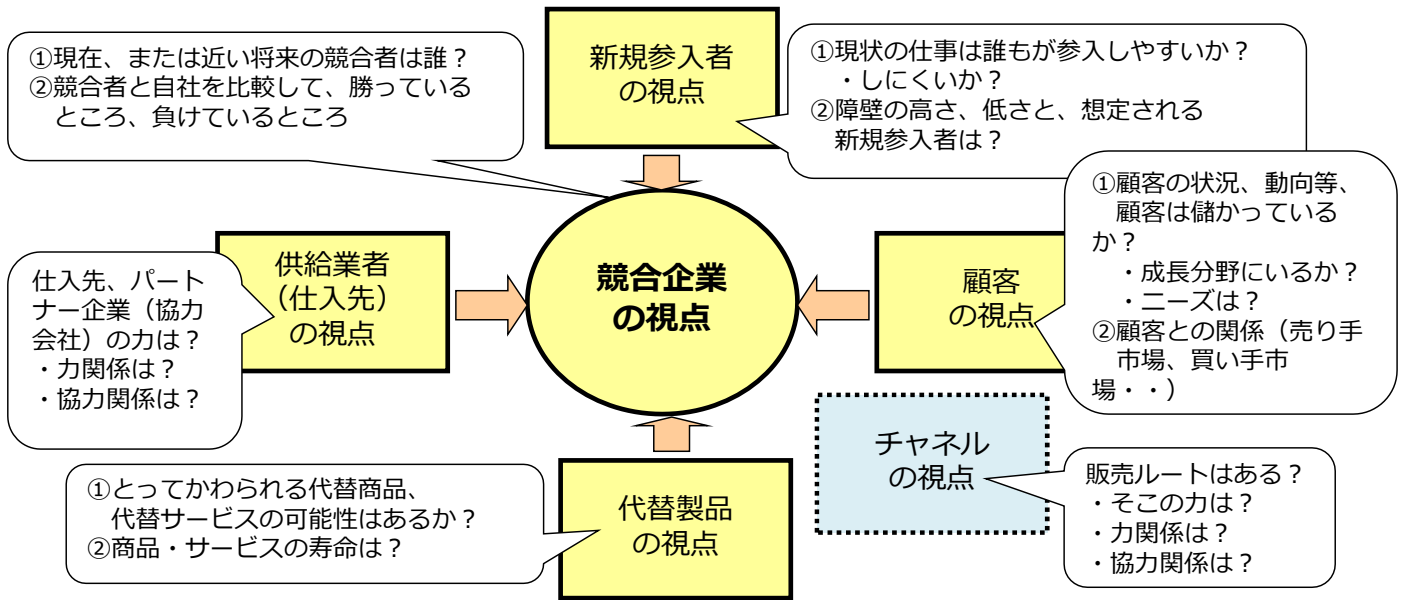 ①現在、または近い将来の競合者は誰？
②競合者と自社を比較して、勝っている
ところ、負けているところ
新規参入者
の視点
①現状の仕事は誰もが参入しやすいか？
・しにくいか？
②障壁の高さ、低さと、想定される
新規参入者は？
供給業者
（仕入先）
の視点
仕入先、パート
ナー企業（協力
会社）の力は？
・力関係は？
・協力関係は？
競合企業
の視点
顧客
の視点
①顧客の状況、動向等、
顧客は儲かっている
か？
・成長分野にいるか？
・ニーズは？
②顧客との関係（売り手
市場、買い手市
場・・）
①とってかわられる代替商品、
代替サービスの可能性はあるか？
②商品・サービスの寿命は？
代替製品
の視点
チャネル
の視点
販売ルートはある？
・そこの力は？
・力関係は？
・協力関係は？